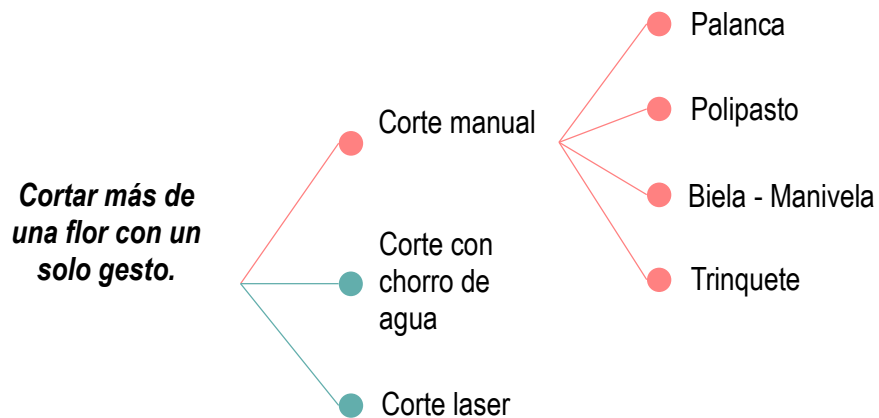 Cortar más de
una flor con un
solo gesto.
Corte manual
Corte con
chorro de
agua
Corte laser
Palanca
Polipasto
Biela - Manivela
Trinquete